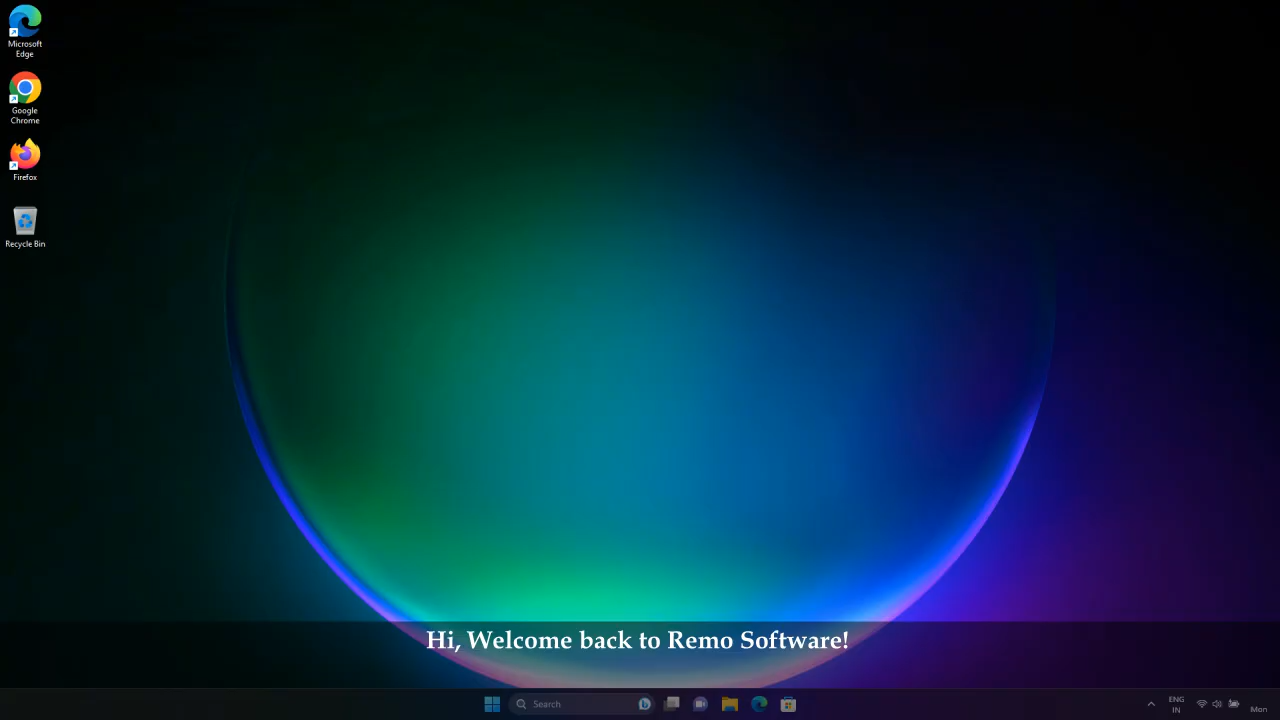 Microsoft
Edge
Google
Chrome
Firefox
Recycle Bin
Hi, Welcome back to Remo Software!
Search
ENG
IN
Mon